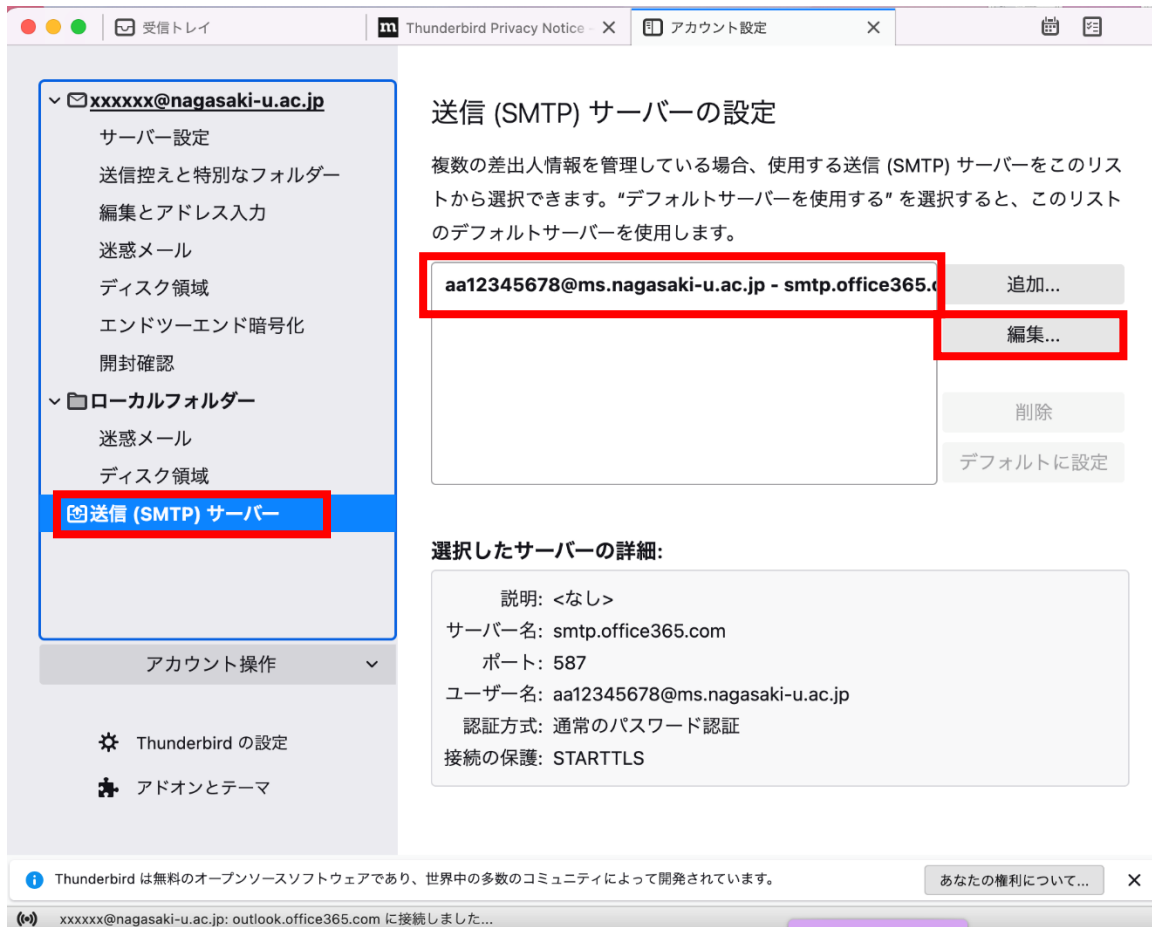 受信トレイ
Thunderbird Privacy Notice -
アカウント設定
xxxxxx@nagasaki-u.ac.jp
サーバー設定
送信控えと特別なフォルダー
編集とアドレス入力
迷惑メール
ディスク領域
エンドツーエンド暗号化
開封確認
ローカルフォルダー
迷惑メール
ディスク領域
送信 (SMTP) サーバー
アカウント操作
Thunderbird の設定
アドオンとテーマ
送信 (SMTP) サーバーの設定
複数の差出人情報を管理している場合、使用する送信 (SMTP) サーバーをこのリス
トから選択できます。“デフォルトサーバーを使用する” を選択すると、このリスト
のデフォルトサーバーを使用します。
aa12345678@ms.nagasaki-u.ac.jp - smtp.office365.c
追加...
編集...
削除
デフォルトに設定
選択したサーバーの詳細:
説明: <なし>
サーバー名: smtp.office365.com
ポート: 587
ユーザー名: aa12345678@ms.nagasaki-u.ac.jp
認証方式: 通常のパスワード認証
接続の保護: STARTTLS
Thunderbird は無料のオープンソースソフトウェアであり、世界中の多数のコミュニティによって開発されています。
あなたの権利について...
xxxxxx@nagasaki-u.ac.jp: outlook.office365.com に接続しました...